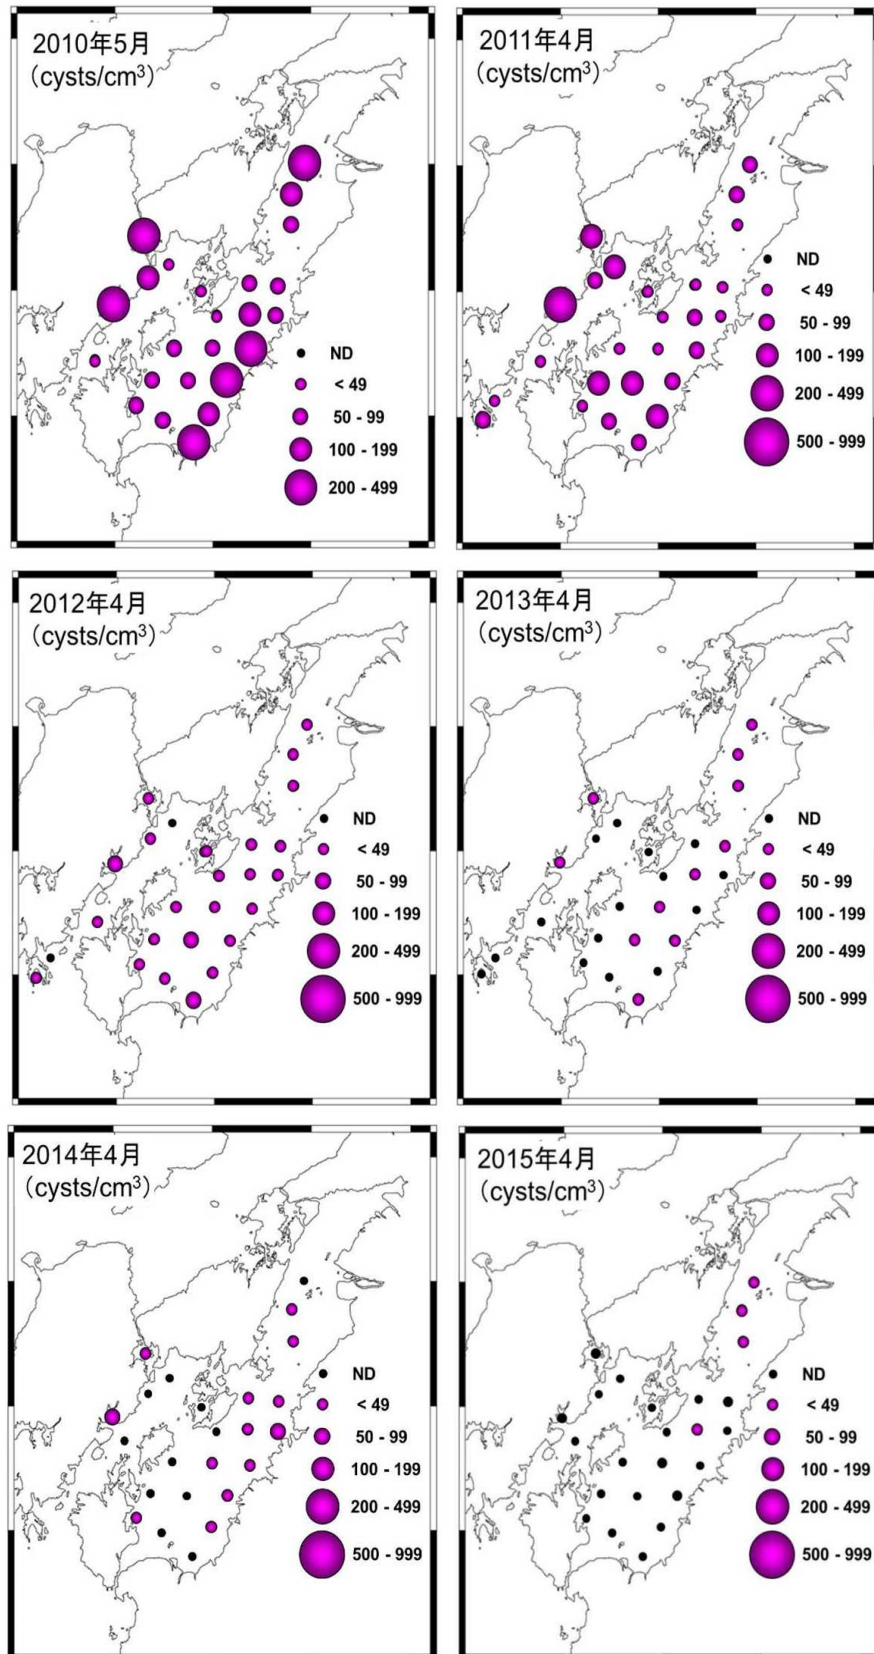 2010年5月
（cysts/cm³）
ND
< 49
50 - 99
100 - 199
200 - 499
2011年4月
（cysts/cm³）
ND
< 49
50 - 99
100 - 199
200 - 499
500 - 999
2012年4月
（cysts/cm³）
ND
< 49
50 - 99
100 - 199
200 - 499
500 - 999
2013年4月
（cysts/cm³）
ND
< 49
50 - 99
100 - 199
200 - 499
500 - 999
2014年4月
（cysts/cm³）
ND
< 49
50 - 99
100 - 199
200 - 499
500 - 999
2015年4月
（cysts/cm³）
ND
< 49
50 - 99
100 - 199
200 - 499
500 - 999